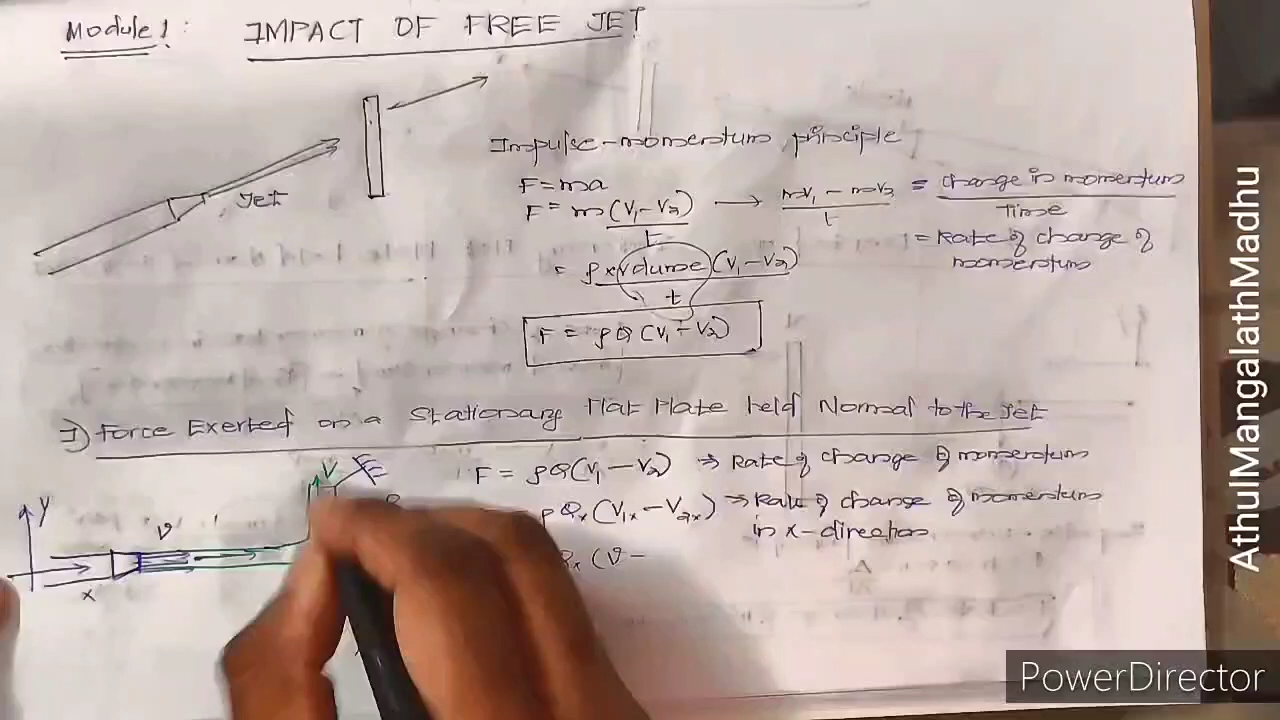 Module 1: IMPACT OF FREE JET
Jet
Impulse-momentum principle
F = ma
F = m(V₁ - V₂)/t → (mV₁ - mV₂)/t = change in momentum / Time
= Rate of change of momentum
= ρ x volume (V₁ - V₂) / t
F = ρQ(V₁ - V₂)
I) Force Exerted on a Stationary Flat Plate held Normal to the Jet
F = ρQ(V₁ - V₂) ⇒ Rate of change of momentum
ρQₓ(V₁ₓ - V₂ₓ) ⇒ Rate of change of momentum
in x-direction
Qₓ(V -
y
V
x
V
AthulMangalathMadhu
PowerDirector